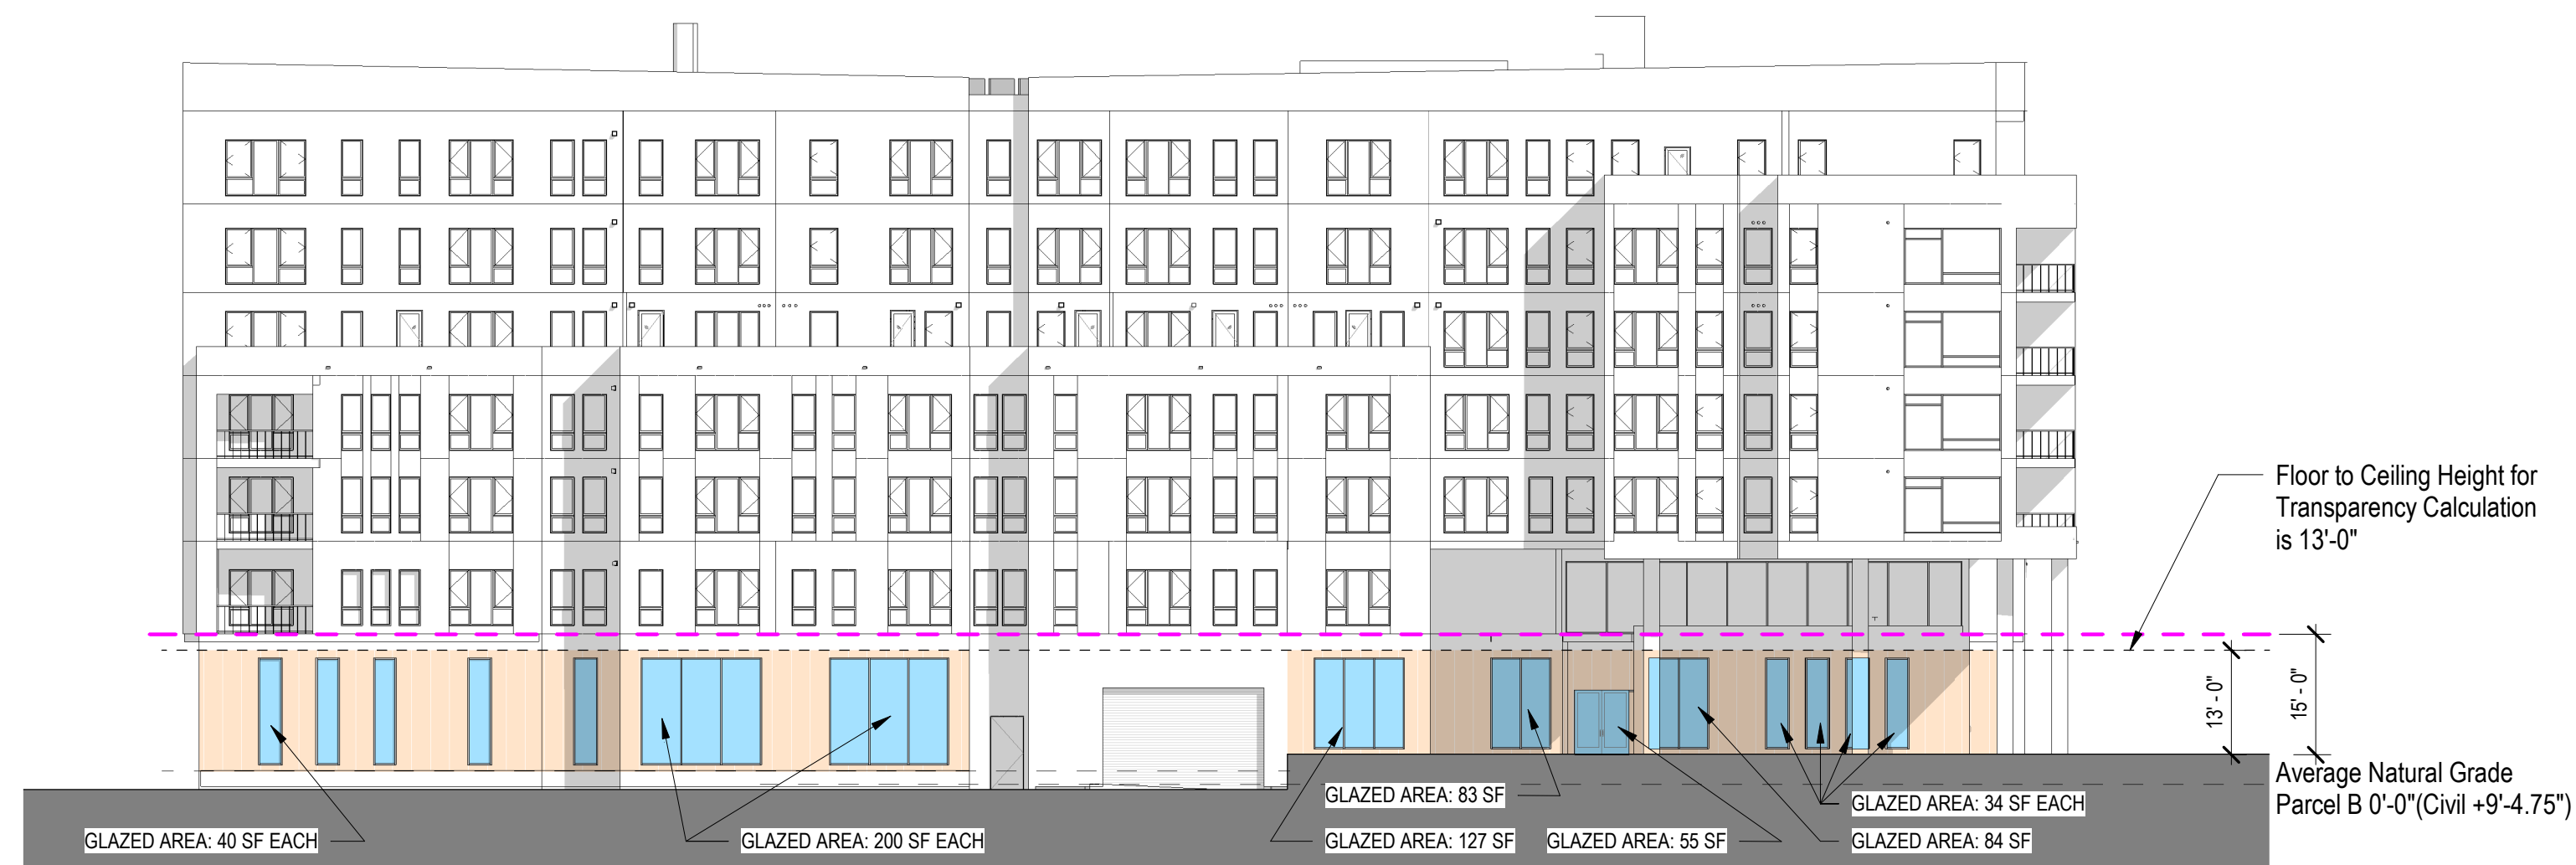 Floor to Ceiling Height for
Transparency Calculation
is 13'-0"
13' - 0"
15' - 0"
Average Natural Grade
Parcel B 0'-0"(Civil +9'-4.75")
GLAZED AREA: 83 SF
GLAZED AREA: 34 SF EACH
GLAZED AREA: 40 SF EACH
GLAZED AREA: 200 SF EACH
GLAZED AREA: 127 SF
GLAZED AREA: 55 SF
GLAZED AREA: 84 SF